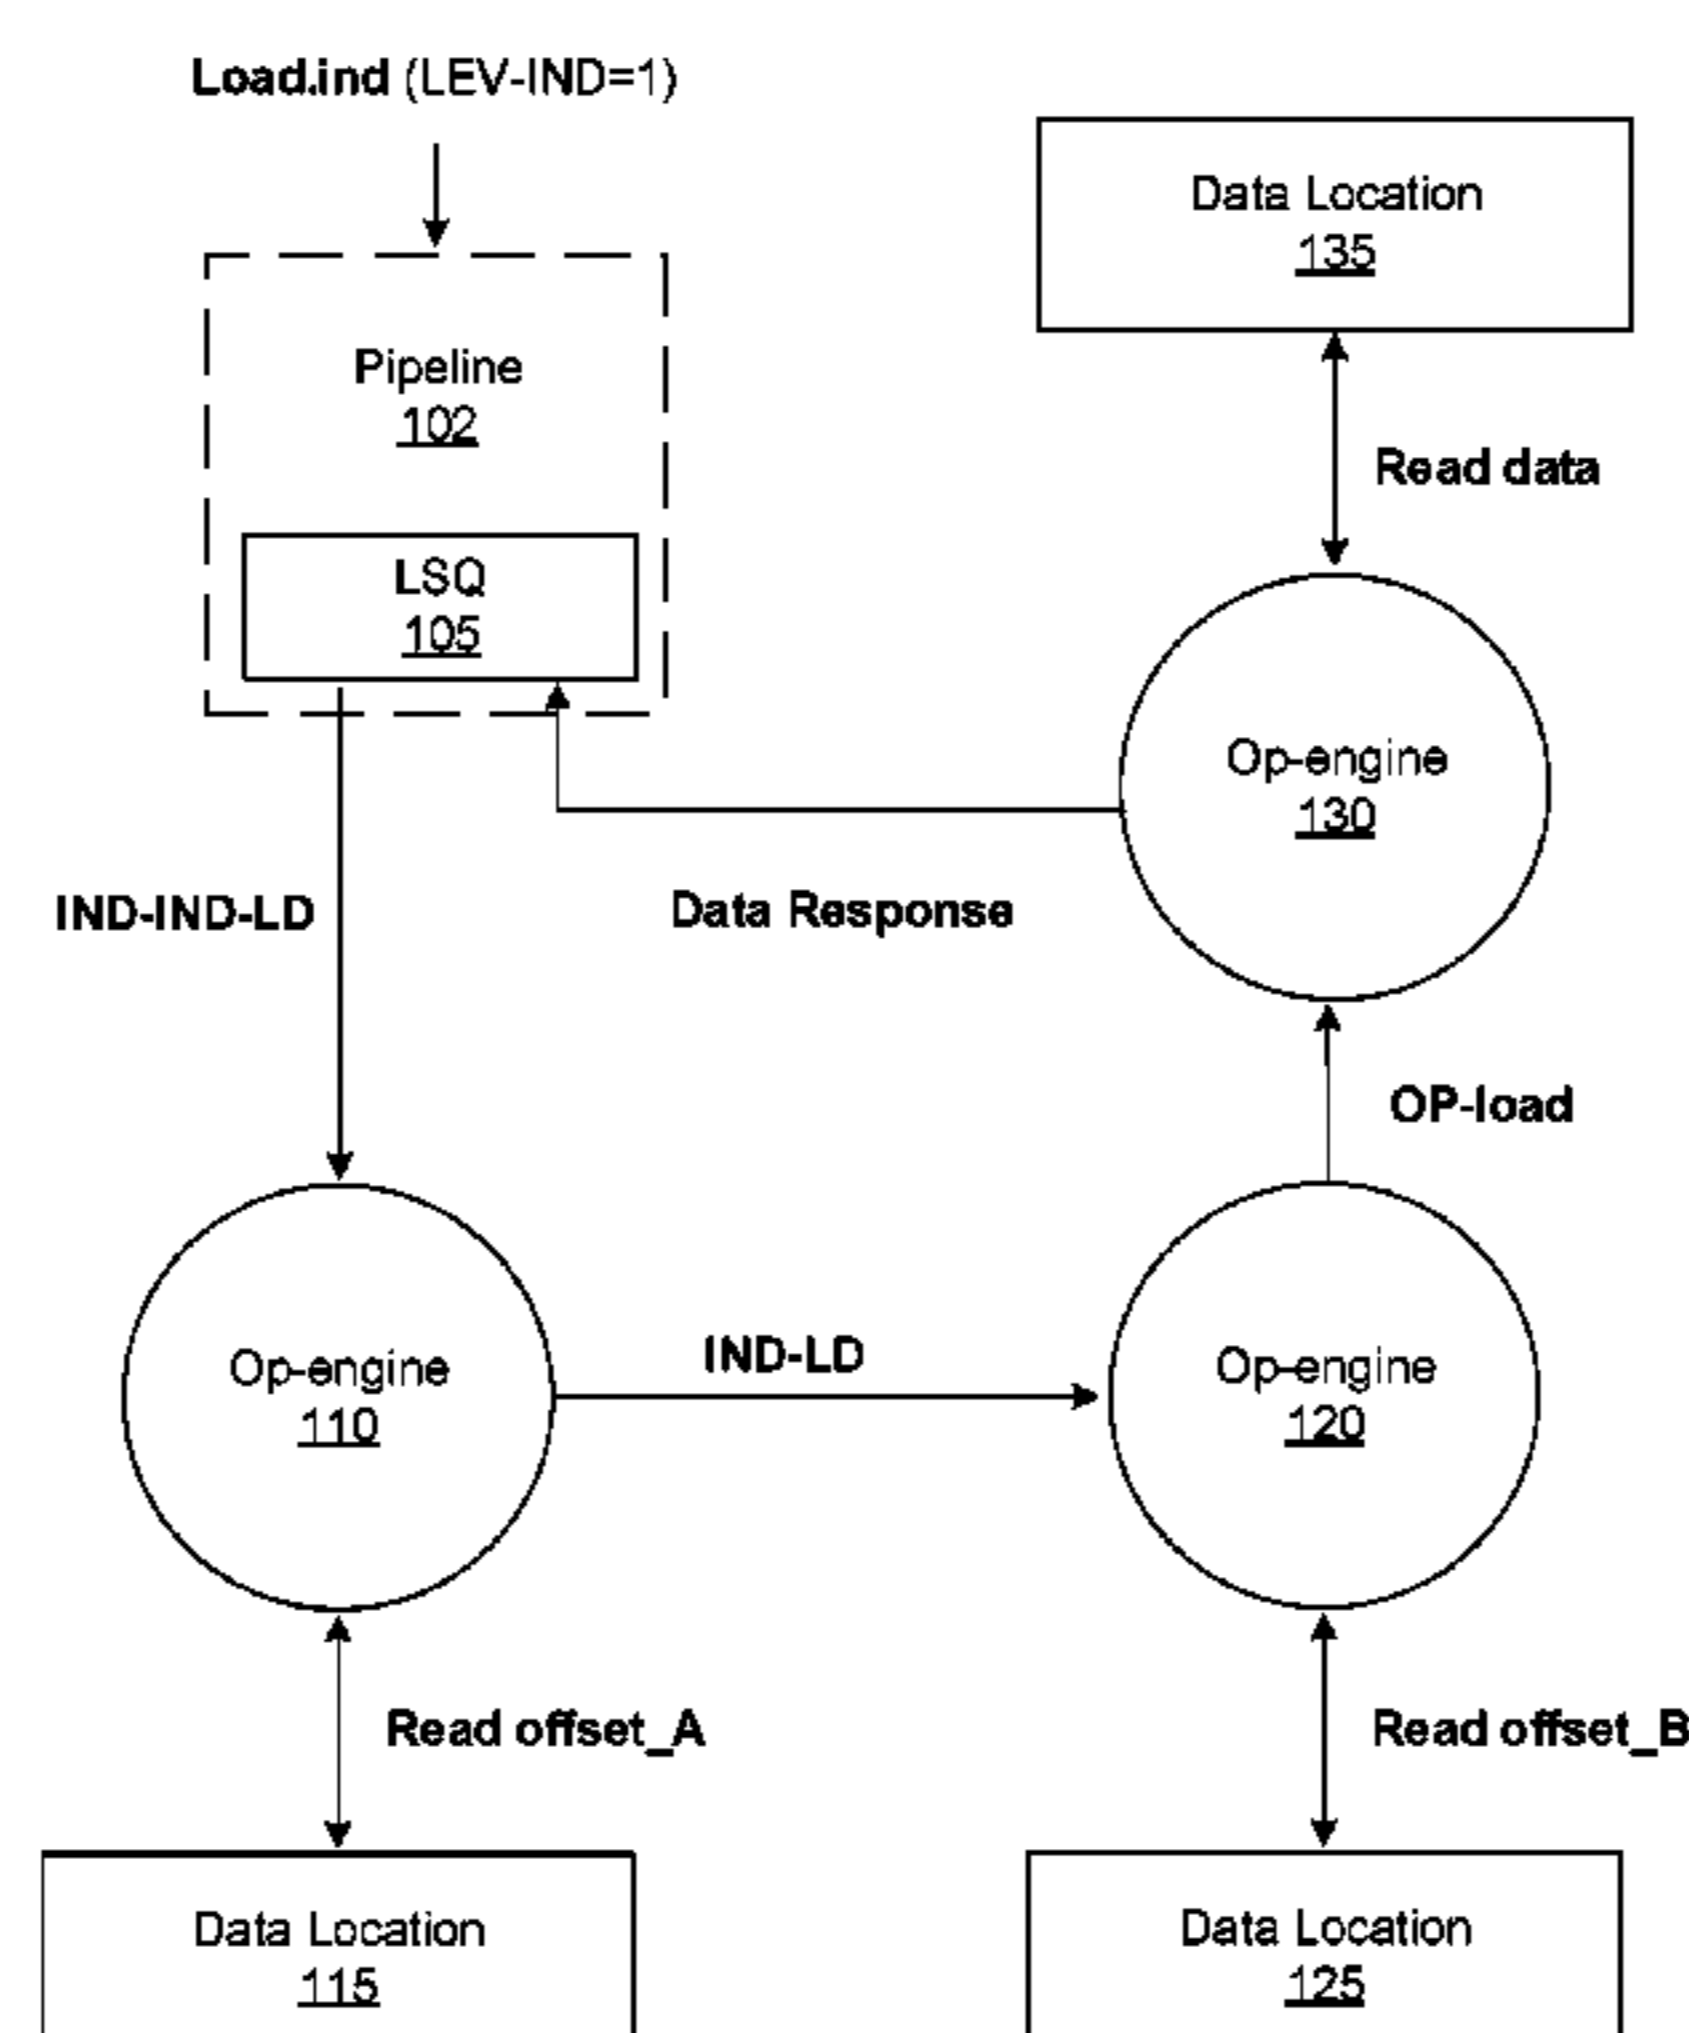 Load.ind (LEV-IND=1)
Data Location
135
Pipeline
102
Read data
LSQ
105
Op-engine
130
IND-IND-LD
Data Response
OP-load
IND-LD
Op-engine
110
Op-engine
120
Read offset_A
Read offset_B
Data Location
115
Data Location
125